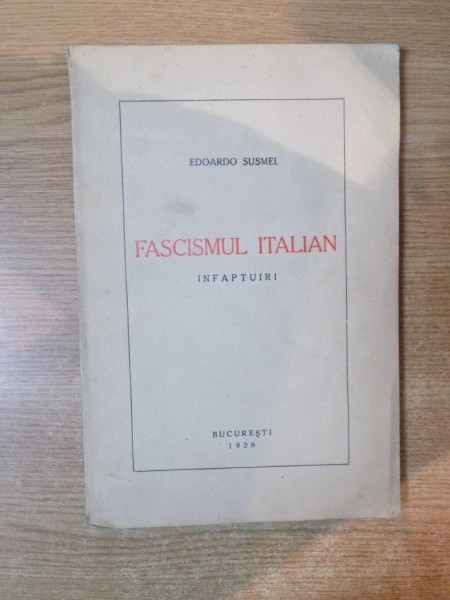 EDOARDO SUSMEL
FASCISMUL ITALIAN
INFAPTUIRI
BUCUREȘTI
1928